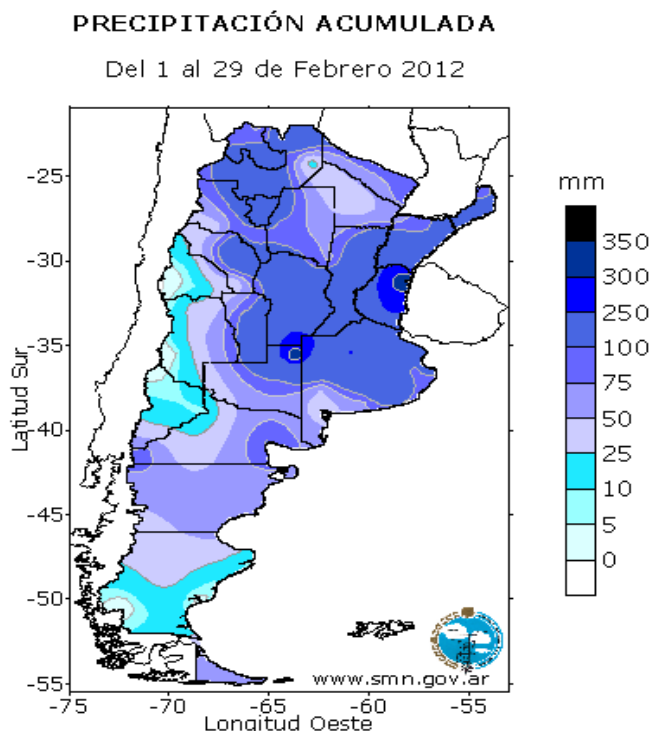 PRECIPITACIÓN ACUMULADA
Del 1 al 29 de Febrero 2012
mm
350
300
250
100
75
50
25
10
5
0
Latitud Sur
-25
-30
-35
-40
-45
-50
-55
www.smn.gov.ar
-75 -70 -65 -60 -55
Longitud Oeste